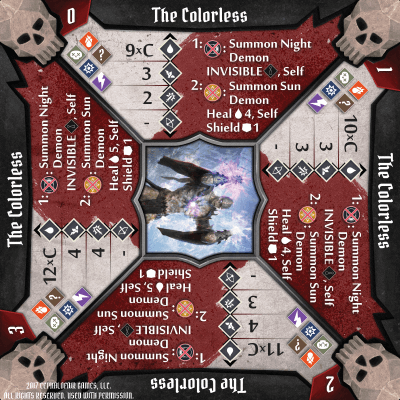 0
The Colorless
9xC
3
2
-
1: : Summon Night
Demon
INVISIBLE , Self
2: : Summon Sun
Demon
Heal 4, Self
Shield 1
1
The Colorless
10xC
3
3
-
1: : Summon Night
Demon
INVISIBLE , Self
2: : Summon Sun
Demon
Heal 4, Self
Shield 1
2
The Colorless
11xC
4
3
-
1: : Summon Night
Demon
INVISIBLE , Self
2: : Summon Sun
Demon
Heal 5, Self
Shield 1
3
The Colorless
12xC
4
4
-
1: : Summon Night
Demon
INVISIBLE , Self
2: : Summon Sun
Demon
Heal 5, Self
Shield 1
2017 CEPHALOFAIR GAMES, LLC.
ALL RIGHTS RESERVED. USED WITH PERMISSION.